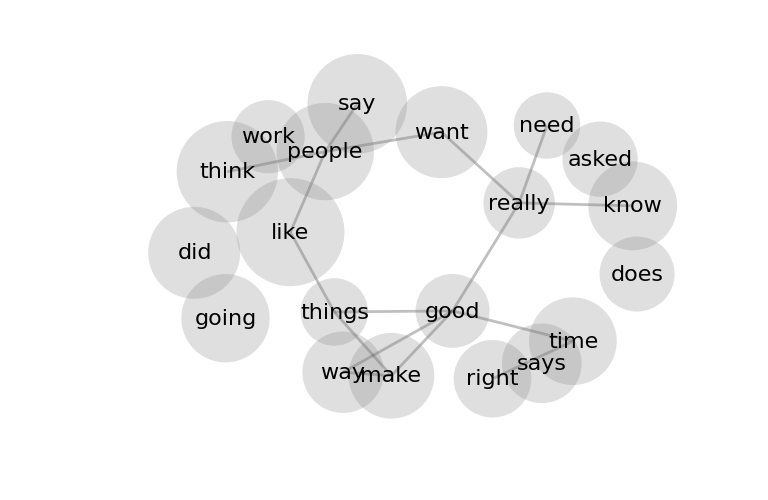 say
need
want
work
people
asked
think
really
know
like
did
does
things
good
going
time
says
way
make
right